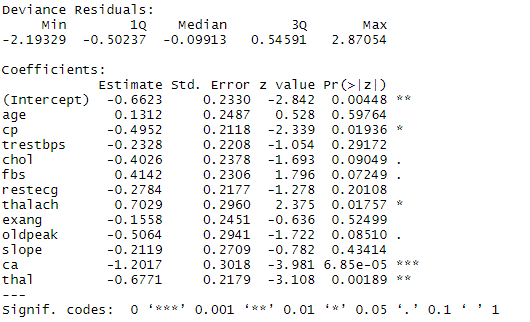 Deviance Residuals:
     Min       1Q   Median       3Q      Max
-2.19329 -0.50237 -0.09913  0.54591  2.87054

Coefficients:
            Estimate Std. Error z value Pr(>|z|)
(Intercept)  -0.6623     0.2330  -2.842  0.00448 **
age           0.1312     0.2487   0.528  0.59764
cp           -0.4952     0.2118  -2.339  0.01936 *
trestbps     -0.2328     0.2208  -1.054  0.29172
chol         -0.4026     0.2378  -1.693  0.09049 .
fbs           0.4142     0.2306   1.796  0.07249 .
restecg      -0.2784     0.2177  -1.278  0.20108
thalach       0.7029     0.2960   2.375  0.01757 *
exang        -0.1558     0.2451  -0.636  0.52499
oldpeak      -0.5064     0.2941  -1.722  0.08510 .
slope        -0.2119     0.2709  -0.782  0.43414
ca           -1.2017     0.3018  -3.981 6.85e-05 ***
thal         -0.6771     0.2179  -3.108  0.00189 **
---
Signif. codes:  0 ‘***’ 0.001 ‘**’ 0.01 ‘*’ 0.05 ‘.’ 0.1 ‘ ’ 1